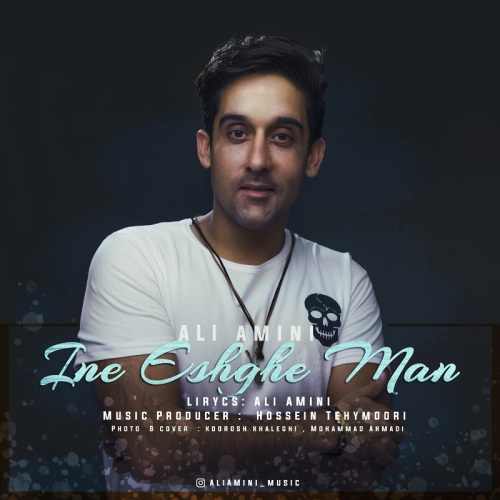 ALI AMINI
Ine Eshghe Man
LIRYCS: ALI AMINI
MUSIC PRODUCER : HOSSEIN TEHYMOORI
PHOTO & COVER : KOOROSH KHALEGHI , MOHAMMAD AHMADI
ALIAMINI_MUSIC